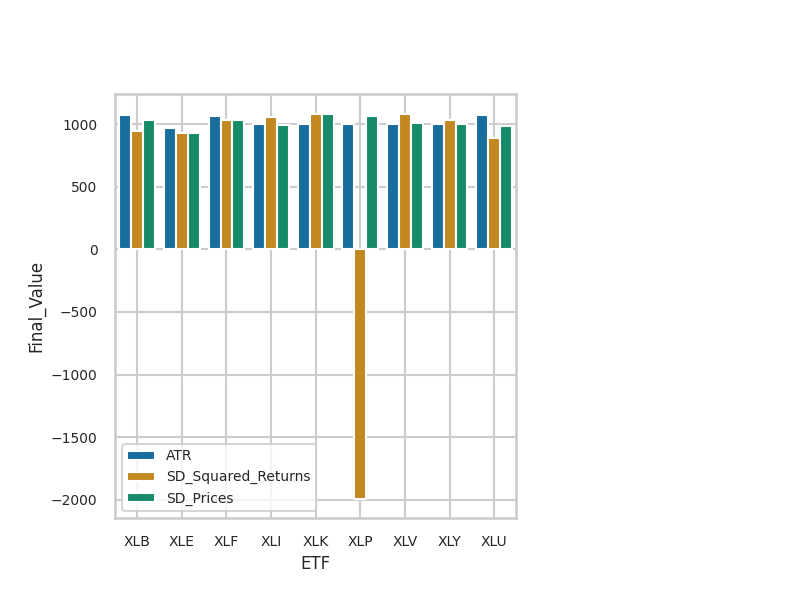 1000
500
0
−500
−1000
−1500
−2000
Final_Value
ATR
SD_Squared_Returns
SD_Prices
XLB XLE XLF XLI XLK XLP XLV XLY XLU
ETF